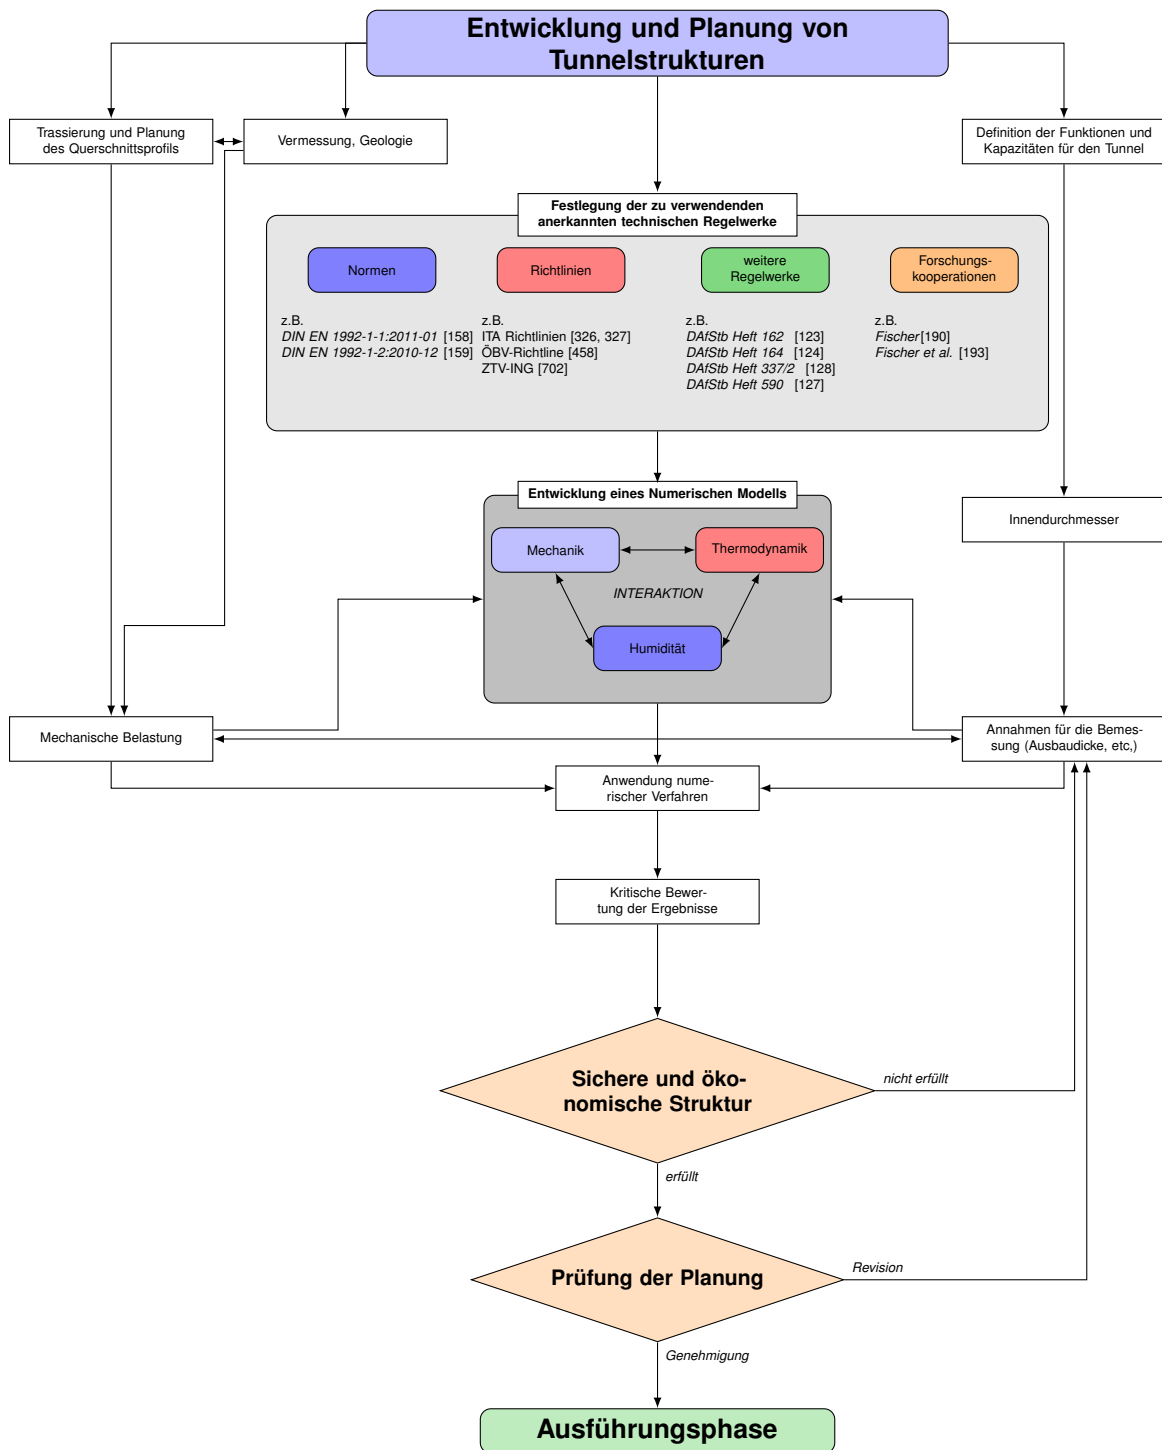 Entwicklung und Planung von
Tunnelstrukturen
Trassierung und Planung
des Querschnittsprofils
Vermessung, Geologie
Definition der Funktionen und
Kapazitäten für den Tunnel
Festlegung der zu verwendenden
anerkannten technischen Regelwerke
Normen
Richtlinien
weitere
Regelwerke
Forschungs-
kooperationen
z.B.
DIN EN 1992-1-1:2011-01 [158]
DIN EN 1992-1-2:2010-12 [159]
z.B.
ITA Richtlinien [326, 327]
ÖBV-Richtline [458]
ZTV-ING [702]
z.B.
DAfStb Heft 162 [123]
DAfStb Heft 164 [124]
DAfStb Heft 337/2 [128]
DAfStb Heft 590 [127]
z.B.
Fischer[190]
Fischer et al. [193]
Entwicklung eines Numerischen Modells
Innendurchmesser
Mechanik
Thermodynamik
INTERAKTION
Humidität
Mechanische Belastung
Annahmen für die Bemes-
sung (Ausbaudicke, etc,)
Anwendung nume-
rischer Verfahren
Kritische Bewer-
tung der Ergebnisse
Sichere und öko-
nomische Struktur
nicht erfüllt
erfüllt
Prüfung der Planung
Revision
Genehmigung
Ausführungsphase